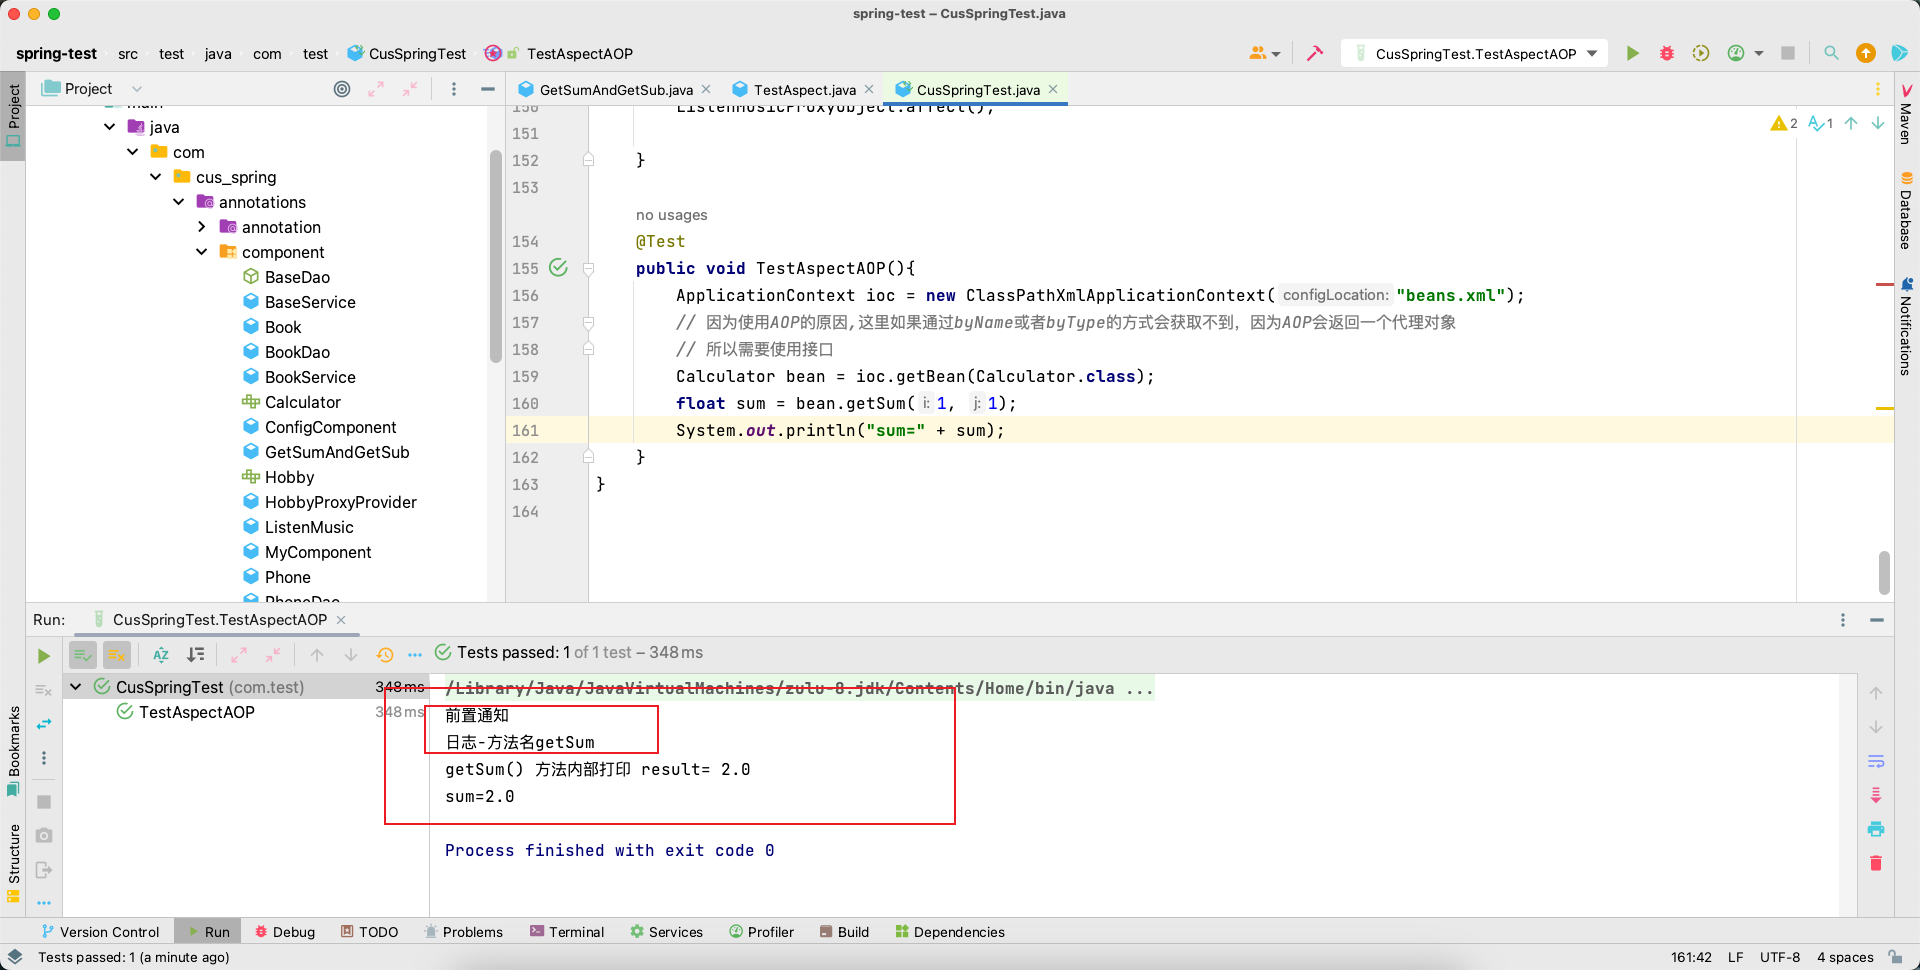 spring-test – CusSpringTest.java
spring-test src test java com test CusSpringTest TestAspectAOP
CusSpringTest.TestAspectAOP
Project
GetSumAndGetSub.java
TestAspect.java
CusSpringTest.java
Project
main
java
com
cus_spring
annotations
annotation
component
BaseDao
BaseService
Book
BookDao
BookService
Calculator
ConfigComponent
GetSumAndGetSub
Hobby
HobbyProxyProvider
ListenMusic
MyComponent
Phone
PhoneDao
150 ListenMusicProxyObject.affect();
151
152 }
153
no usages
154 @Test
155 public void TestAspectAOP(){
156 ApplicationContext ioc = new ClassPathXmlApplicationContext( configLocation: "beans.xml");
157 // 因为使用AOP的原因,这里如果通过byName或者byType的方式会获取不到，因为AOP会返回一个代理对象
158 // 所以需要使用接口
159 Calculator bean = ioc.getBean(Calculator.class);
160 float sum = bean.getSum( i: 1, j: 1);
161 System.out.println("sum=" + sum);
162 }
163 }
164
2 1
Maven
Database
Notifications
Run: CusSpringTest.TestAspectAOP
Tests passed: 1 of 1 test – 348 ms
CusSpringTest (com.test) 348 ms
TestAspectAOP 348 ms
/Library/Java/JavaVirtualMachines/zulu-8.jdk/Contents/Home/bin/java ...
前置通知
日志-方法名getSum
getSum() 方法内部打印 result= 2.0
sum=2.0
Process finished with exit code 0
Bookmarks
Structure
Version Control Run Debug TODO Problems Terminal Services Profiler Build Dependencies
Tests passed: 1 (a minute ago)
161:42 LF UTF-8 4 spaces